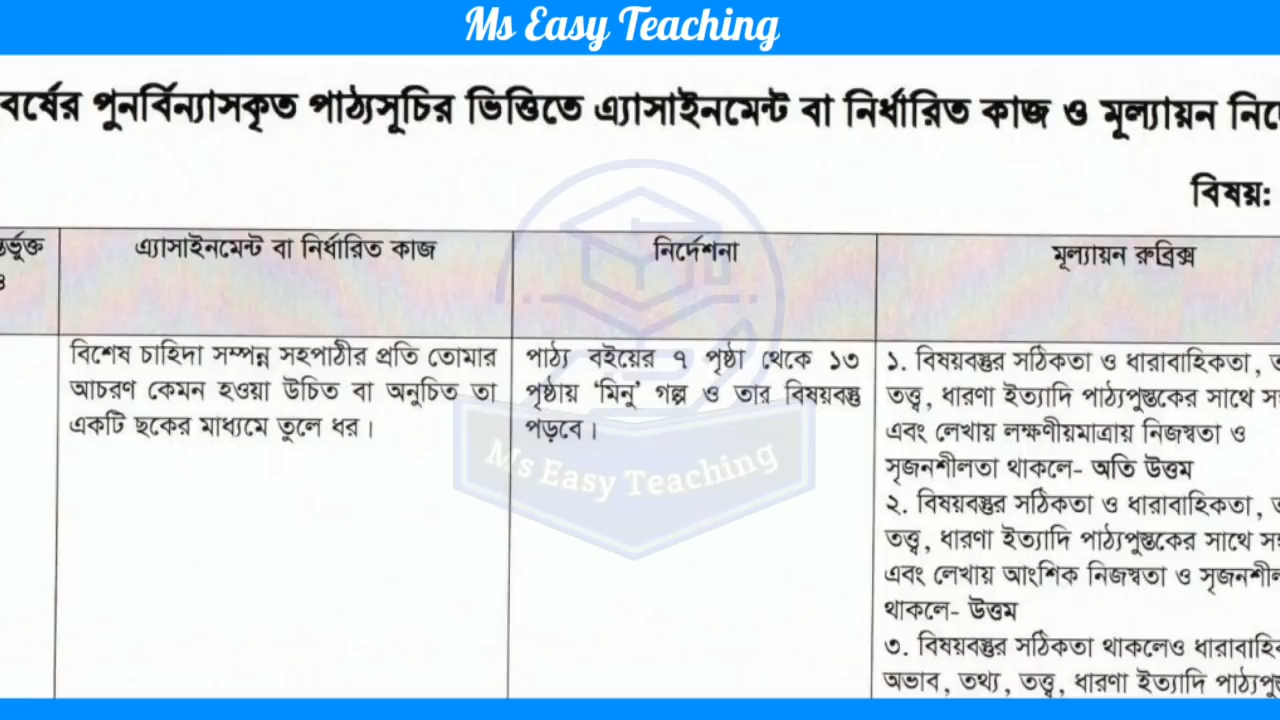 Ms Easy Teaching
বর্ষের পুনর্বিন্যাসকৃত পাঠ্যসূচির ভিত্তিতে এ্যাসাইনমেন্ট বা নির্ধারিত কাজ ও মূল্যায়ন
বিষয়:
এ্যাসাইনমেন্ট বা নির্ধারিত কাজ
নির্দেশনা
মূল্যায়ন রুব্রিক্স
বিশেষ চাহিদা সম্পন্ন সহপাঠীর প্রতি তোমার
আচরণ কেমন হওয়া উচিত বা অনুচিত তা
একটি ছকের মাধ্যমে তুলে ধর।
পাঠ্য বইয়ের ৭ পৃষ্ঠা থেকে ১৩
পৃষ্ঠায় ‘মিনু’ গল্প ও তার বিষয়বস্তু
পড়বে।
১. বিষয়বস্তুর সঠিকতা ও ধারাবাহিকতা,
তত্ত্ব, ধারণা ইত্যাদি পাঠ্যপুস্তকের সাথে
এবং লেখায় লক্ষণীয়মাত্রায় নিজস্বতা ও
সৃজনশীলতা থাকলে- অতি উত্তম
২. বিষয়বস্তুর সঠিকতা ও ধারাবাহিকতা,
তত্ত্ব, ধারণা ইত্যাদি পাঠ্যপুস্তকের সাথে
এবং লেখায় আংশিক নিজস্বতা ও
থাকলে- উত্তম
৩. বিষয়বস্তুর সঠিকতা থাকলেও
অভাব, তথ্য, তত্ত্ব, ধারণা ইত্যাদি
Ms Easy Teaching